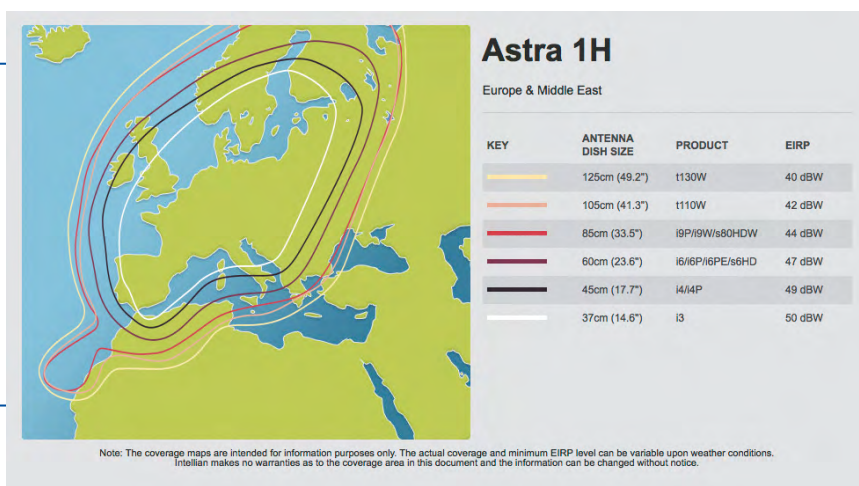 Astra 1H
Europe & Middle East
KEY ANTENNA DISH SIZE PRODUCT EIRP
125cm (49.2") t130W 40 dBW
105cm (41.3") t110W 42 dBW
85cm (33.5") i9P/i9W/s80HDW 44 dBW
60cm (23.6") i6/i6P/i6PE/s6HD 47 dBW
45cm (17.7") i4/i4P 49 dBW
37cm (14.6") i3 50 dBW
Note: The coverage maps are intended for information purposes only. The actual coverage and minimum EIRP level can be variable upon weather conditions.
Intellian makes no warranties as to the coverage area in this document and the information can be changed without notice.